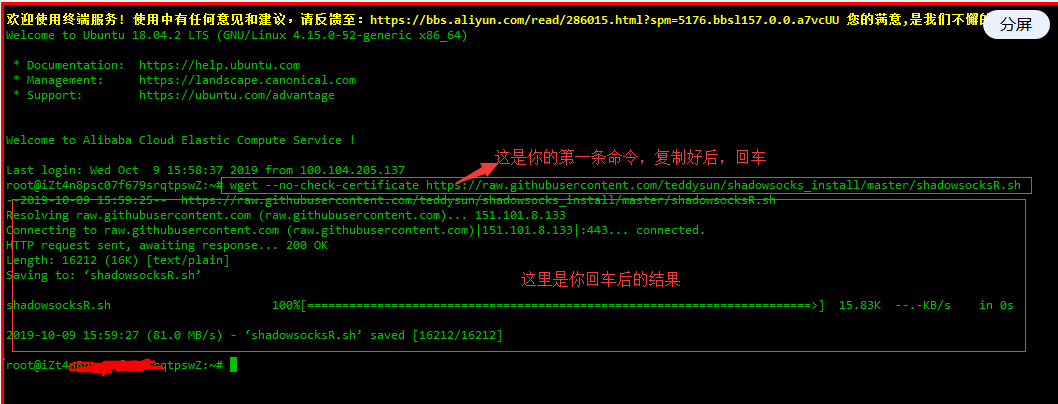 欢迎使用终端服务! 使用中有任何意见和建议,请反馈至:https://bbs.aliyun.com/read/286015.html?spm=5176.bbsl157.0.0.a7vcUU 您的满意,是我们不懈的
分屏
Welcome to Ubuntu 18.04.2 LTS (GNU/Linux 4.15.0-52-generic x86_64)
* Documentation: https://help.ubuntu.com
* Management: https://landscape.canonical.com
* Support: https://ubuntu.com/advantage
Welcome to Alibaba Cloud Elastic Compute Service !
这是你的第一条命令，复制好后，回车
Last login: Wed Oct 9 15:58:37 2019 from 100.104.205.137
root@iZt4n8psc07f679srqtpswZ:~# wget --no-check-certificate https://raw.githubusercontent.com/teddysun/shadowsocks_install/master/shadowsocksR.sh
--2019-10-09 15:59:25-- https://raw.githubusercontent.com/teddysun/shadowsocks_install/master/shadowsocksR.sh
Resolving raw.githubusercontent.com (raw.githubusercontent.com)... 151.101.8.133
Connecting to raw.githubusercontent.com (raw.githubusercontent.com)|151.101.8.133|:443... connected.
HTTP request sent, awaiting response... 200 OK
Length: 16212 (16K) [text/plain]
Saving to: ‘shadowsocksR.sh’
这里是你回车后的结果
shadowsocksR.sh 100%[=========================================================================>] 15.83K --.-KB/s in 0s
2019-10-09 15:59:27 (81.0 MB/s) - ‘shadowsocksR.sh’ saved [16212/16212]
root@iZt4 rqtpswZ:~#